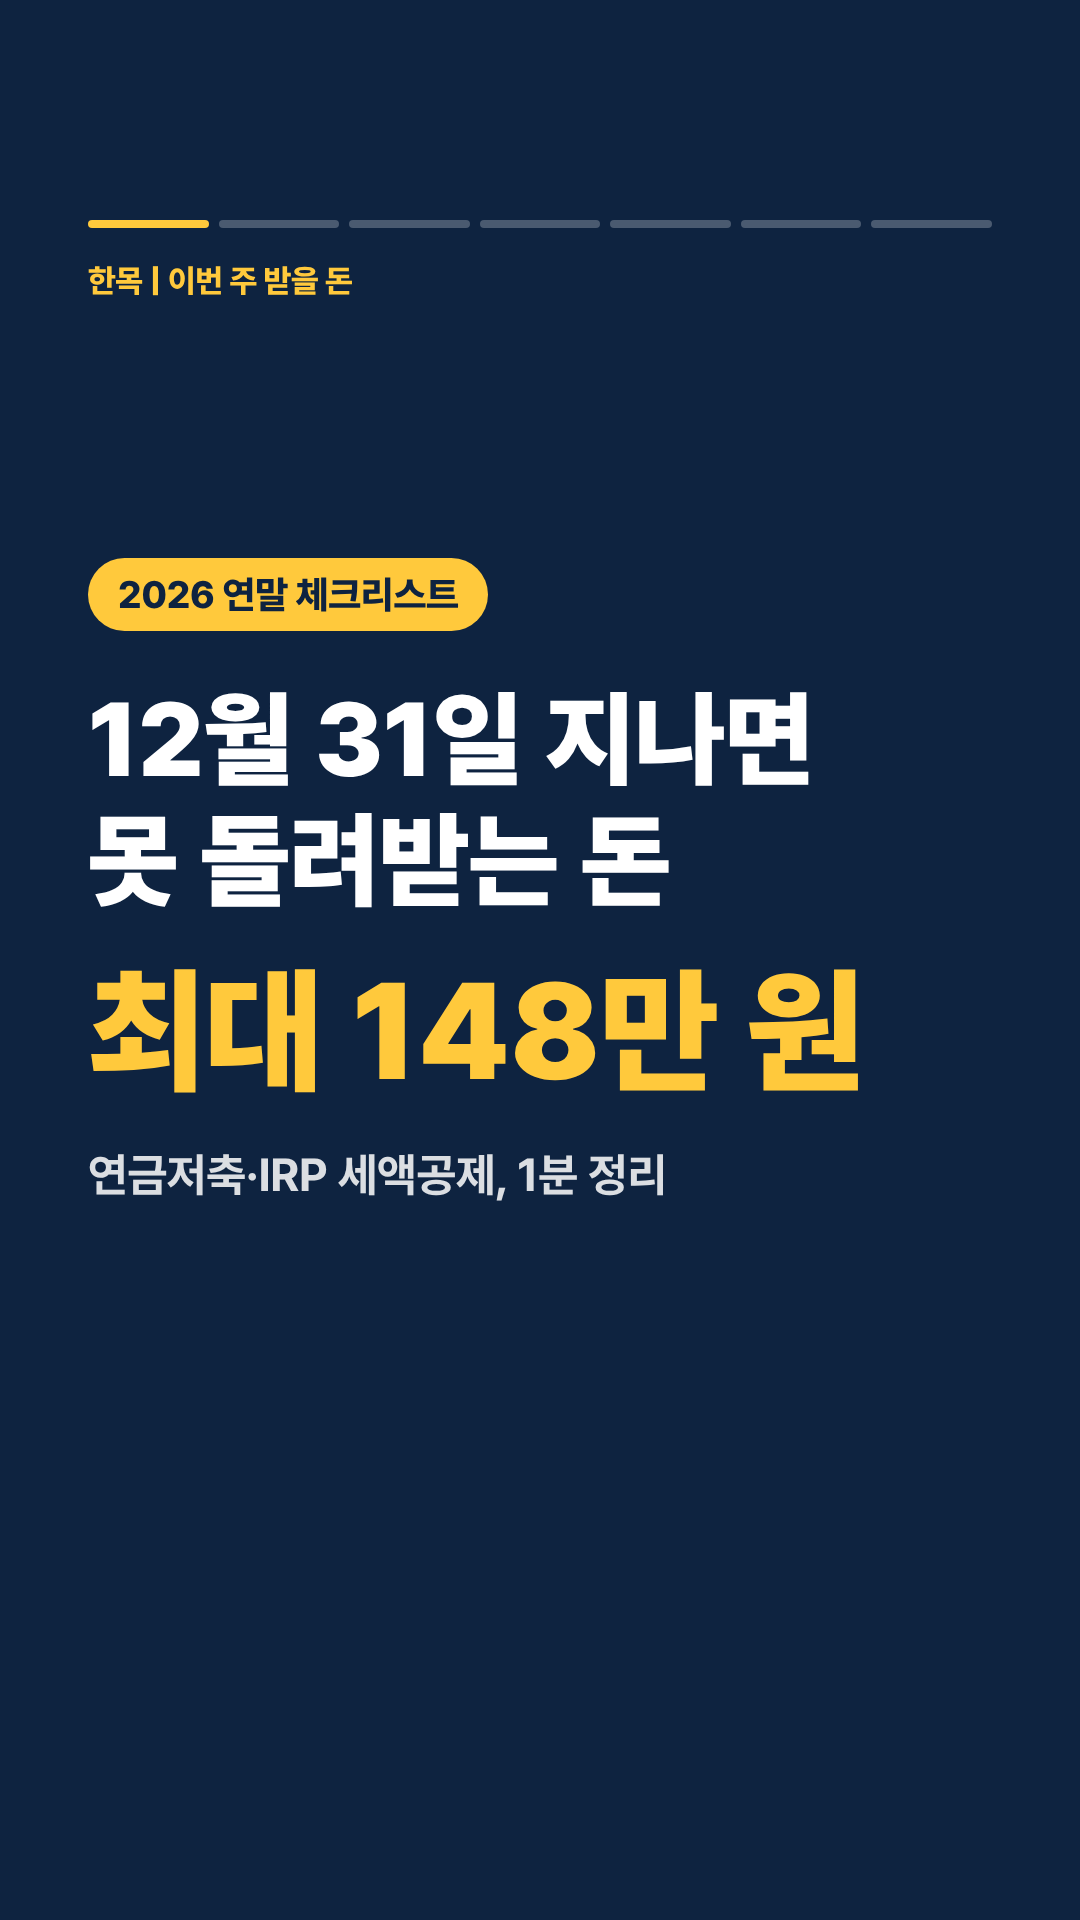 한목 | 이번 주 받을 돈
2026 연말 체크리스트
12월 31일 지나면
못 돌려받는 돈
최대 148만 원
연금저축·IRP 세액공제, 1분 정리